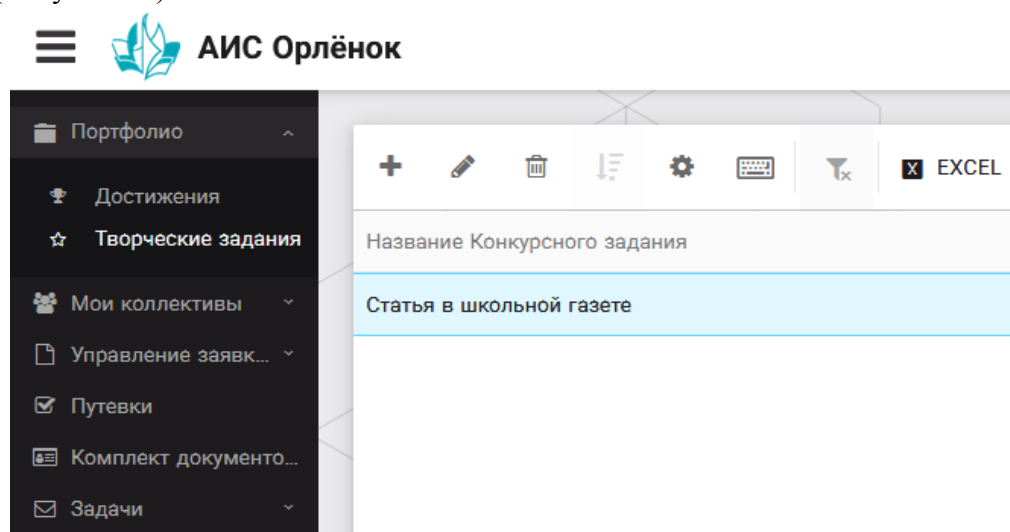 АИС Орлёнок
Портфолио
Достижения
Творческие задания
Мои коллективы
Управление заявк...
Путевки
Комплект документо...
Задачи
EXCEL
Название Конкурсного задания
Статья в школьной газете